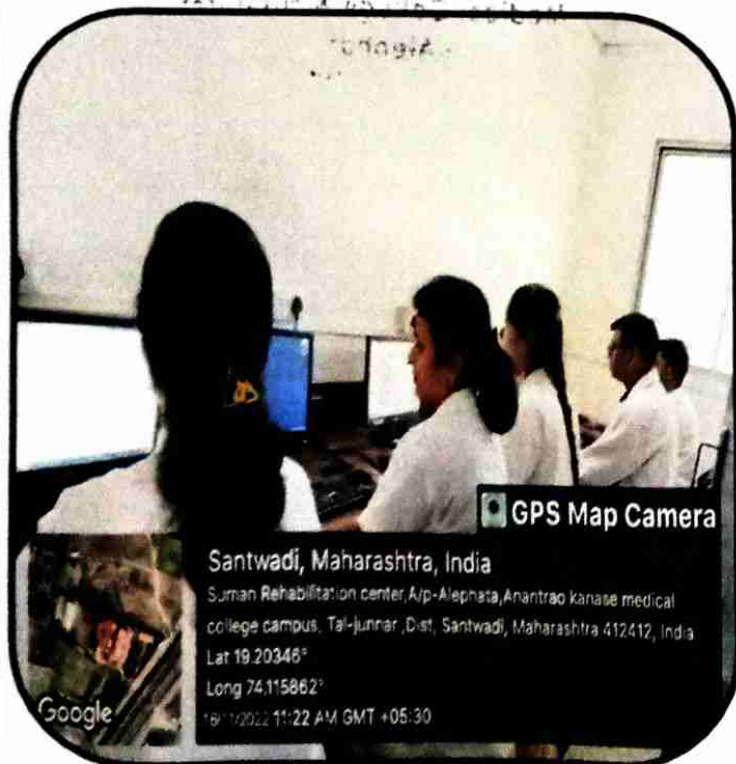 GPS Map Camera
Santwadi, Maharashtra, India
Suman Rehabilitation center,A/p-Alephata,Anantrao kanase medical
college campus, Tal-junnar ,Dist, Santwadi, Maharashtra 412412, India
Lat 19.20346°
Long 74.115862°
11:22 AM GMT +05:30
Google